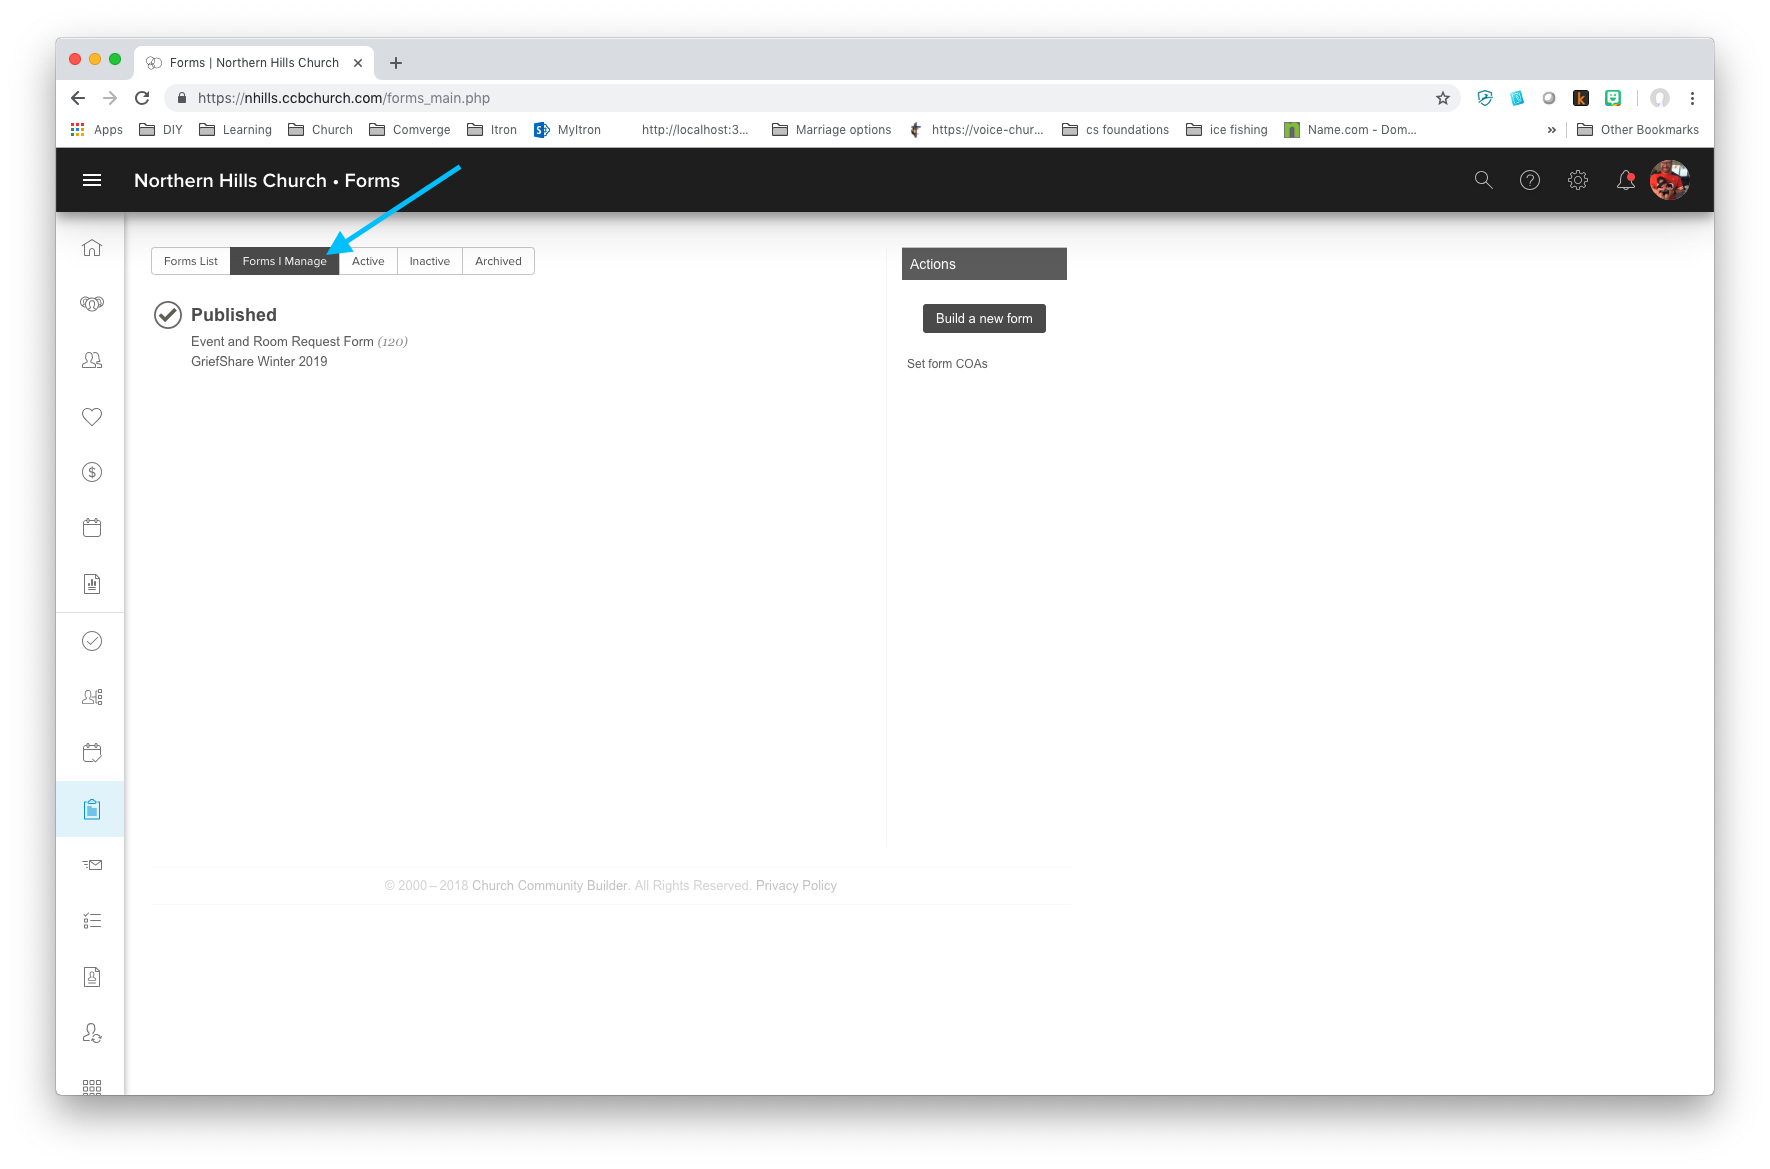 Forms | Northern Hills Church
https://nhills.ccbchurch.com/forms_main.php
Apps DIY Learning Church Comverge Itron MyItron http://localhost:3... Marriage options https://voice-chur... cs foundations ice fishing Name.com - Dom... » Other Bookmarks
Northern Hills Church • Forms
Forms List Forms I Manage Active Inactive Archived
Actions
Published
Build a new form
Event and Room Request Form (120)
GriefShare Winter 2019
Set form COAs
© 2000 – 2018 Church Community Builder. All Rights Reserved. Privacy Policy